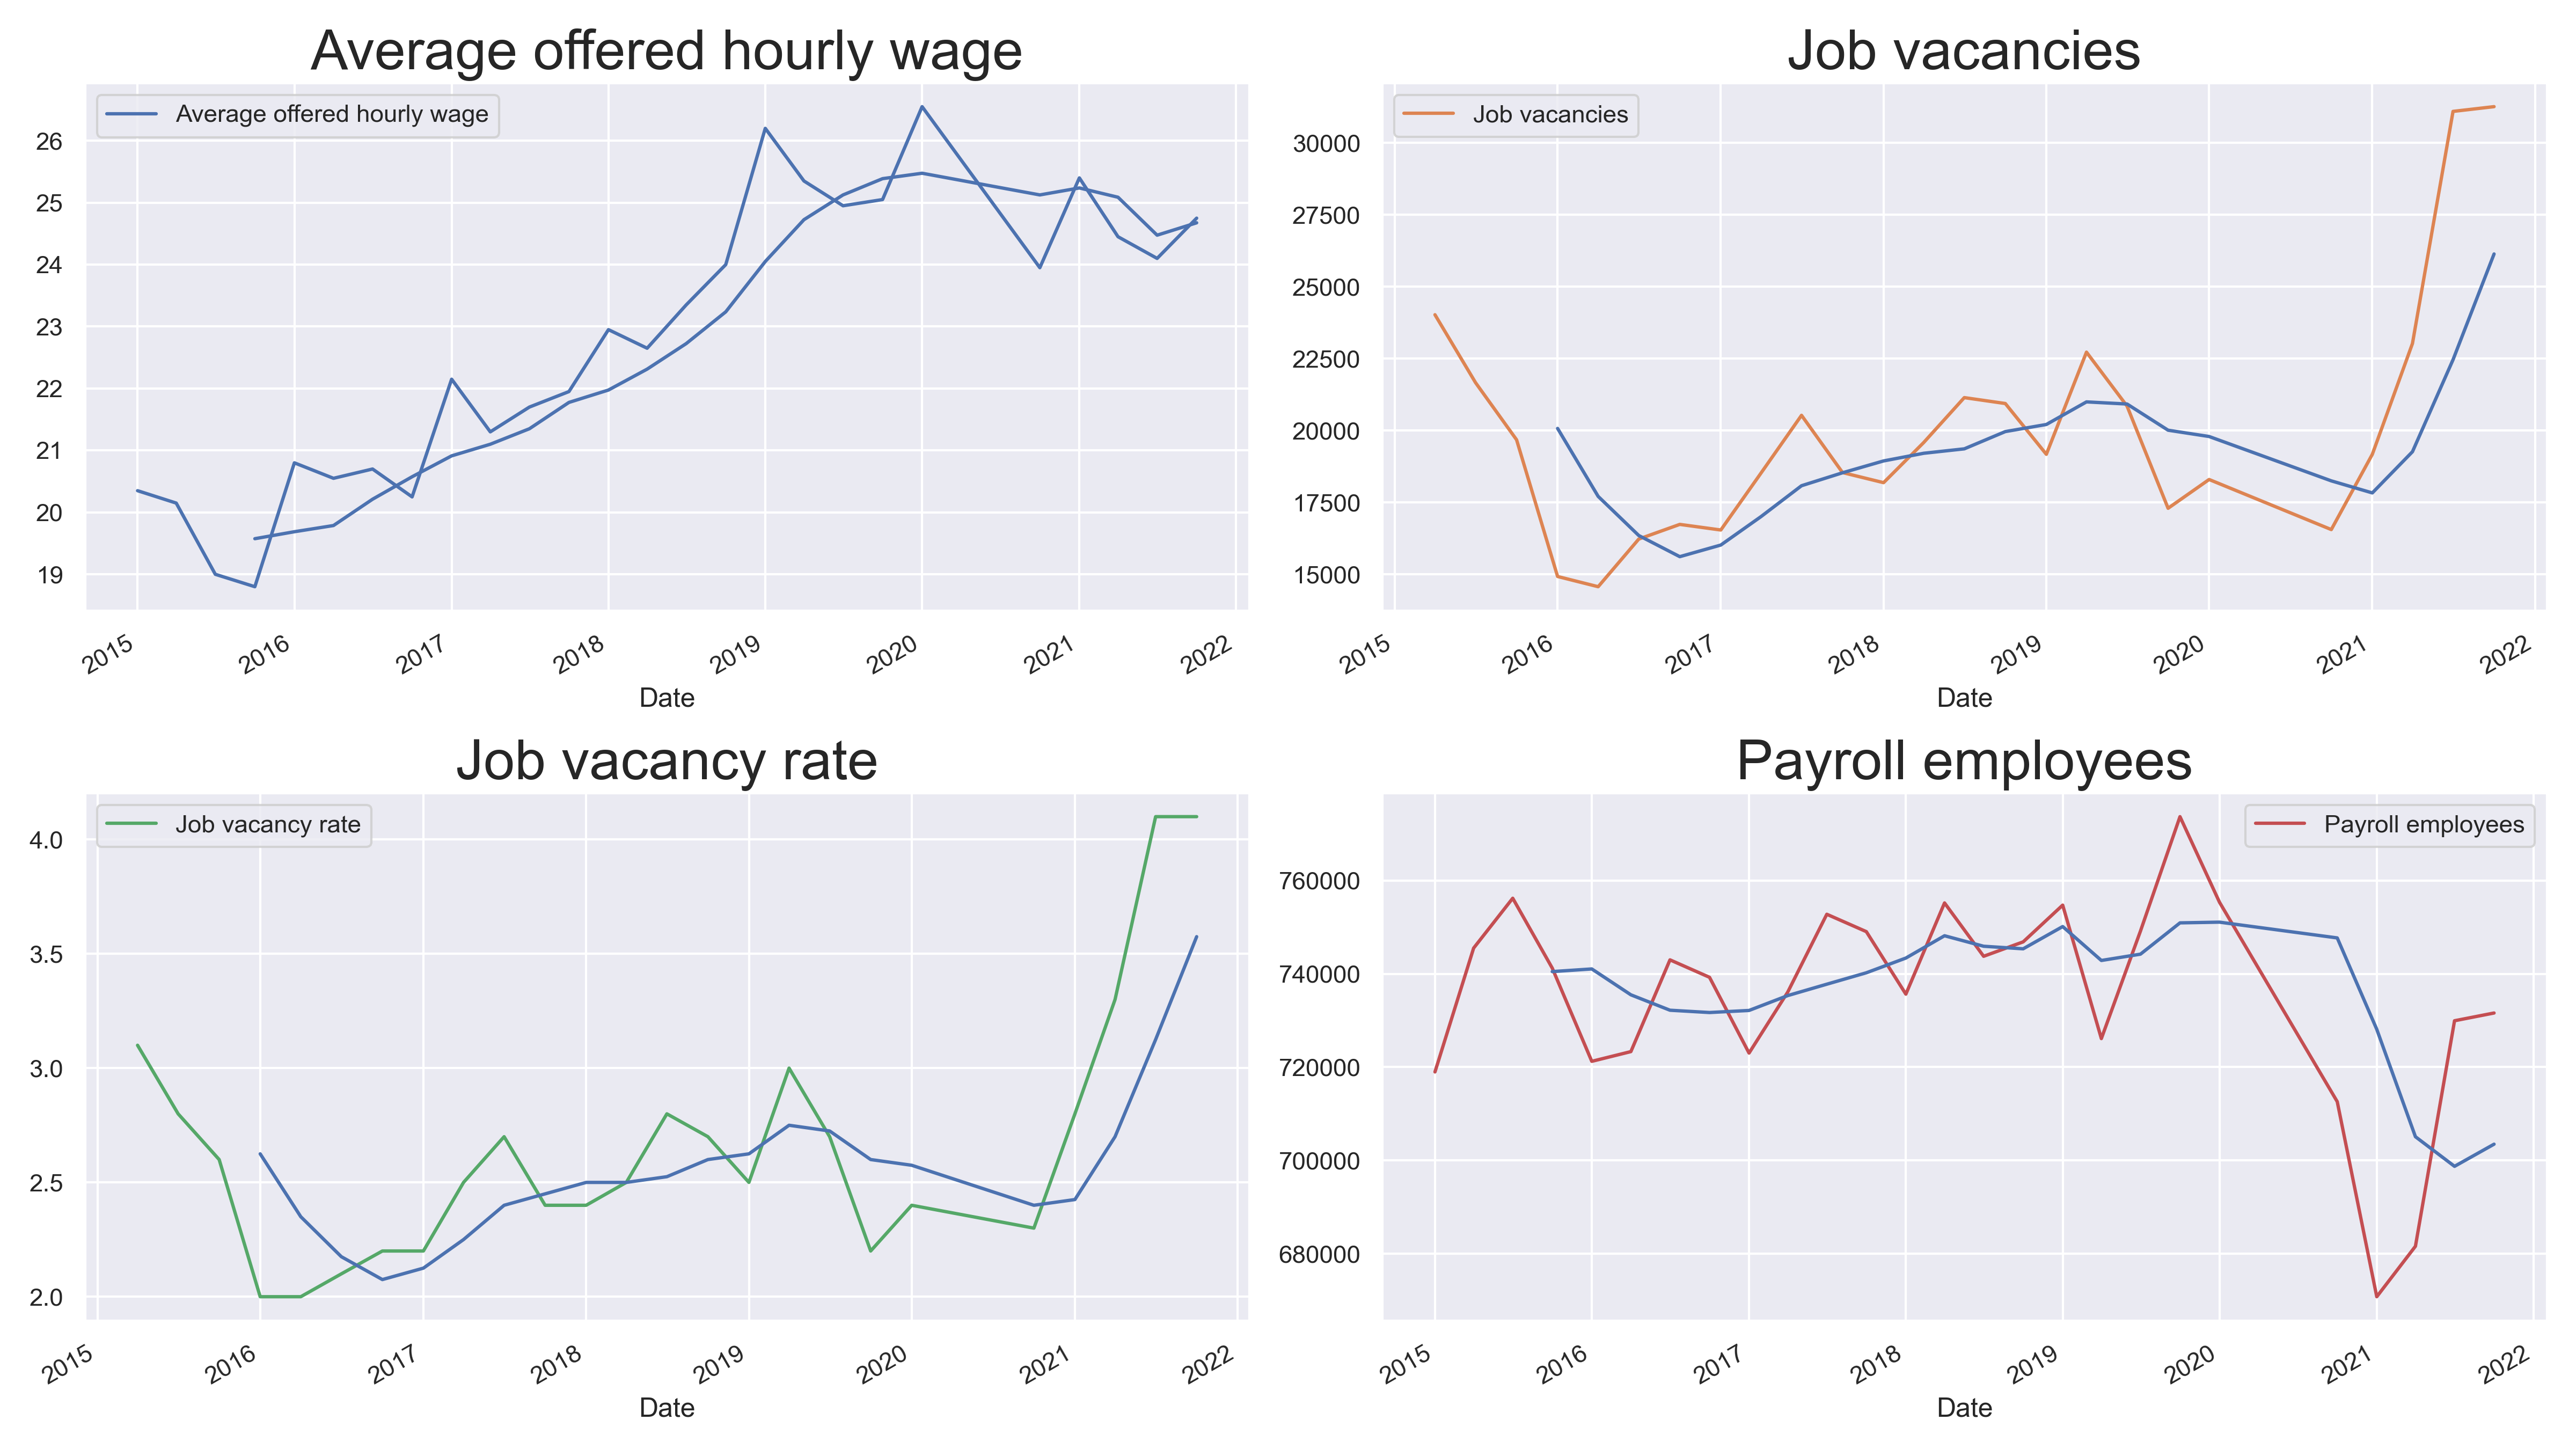 Average offered hourly wage
Average offered hourly wage
26
25
24
23
22
21
20
19
2015 2016 2017 2018 2019 2020 2021 2022
Date
Job vacancies
Job vacancies
30000
27500
25000
22500
20000
17500
15000
2015 2016 2017 2018 2019 2020 2021 2022
Date
Job vacancy rate
Job vacancy rate
4.0
3.5
3.0
2.5
2.0
2015 2016 2017 2018 2019 2020 2021 2022
Date
Payroll employees
Payroll employees
760000
740000
720000
700000
680000
2015 2016 2017 2018 2019 2020 2021 2022
Date